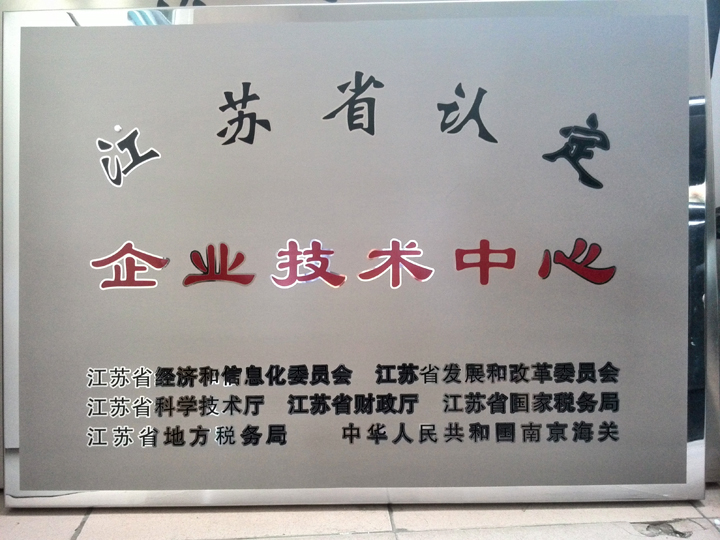 江苏省认定
企业技术中心
江苏省经济和信息化委员会 江苏省发展和改革委员会
江苏省科学技术厅 江苏省财政厅 江苏省国家税务局
江苏省地方税务局 中华人民共和国南京海关